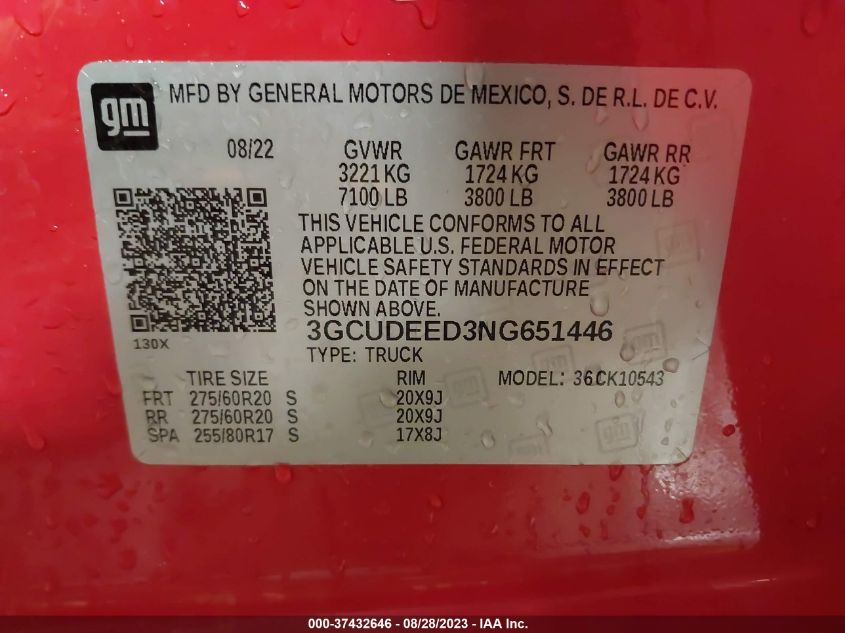 gm
MFD BY GENERAL MOTORS DE MEXICO, S. DE R.L. DE C.V.
08/22 GVWR GAWR FRT GAWR RR
3221 KG 1724 KG 1724 KG
7100 LB 3800 LB 3800 LB
THIS VEHICLE CONFORMS TO ALL
APPLICABLE U.S. FEDERAL MOTOR
VEHICLE SAFETY STANDARDS IN EFFECT
ON THE DATE OF MANUFACTURE
SHOWN ABOVE.
130X
3GCUDEED3NG651446
TYPE: TRUCK
TIRE SIZE RIM MODEL: 36CK10543
FRT 275/60R20 S 20X9J
RR 275/60R20 S 20X9J
SPA 255/80R17 S 17X8J
000-37432646 - 08/28/2023 - IAA Inc.